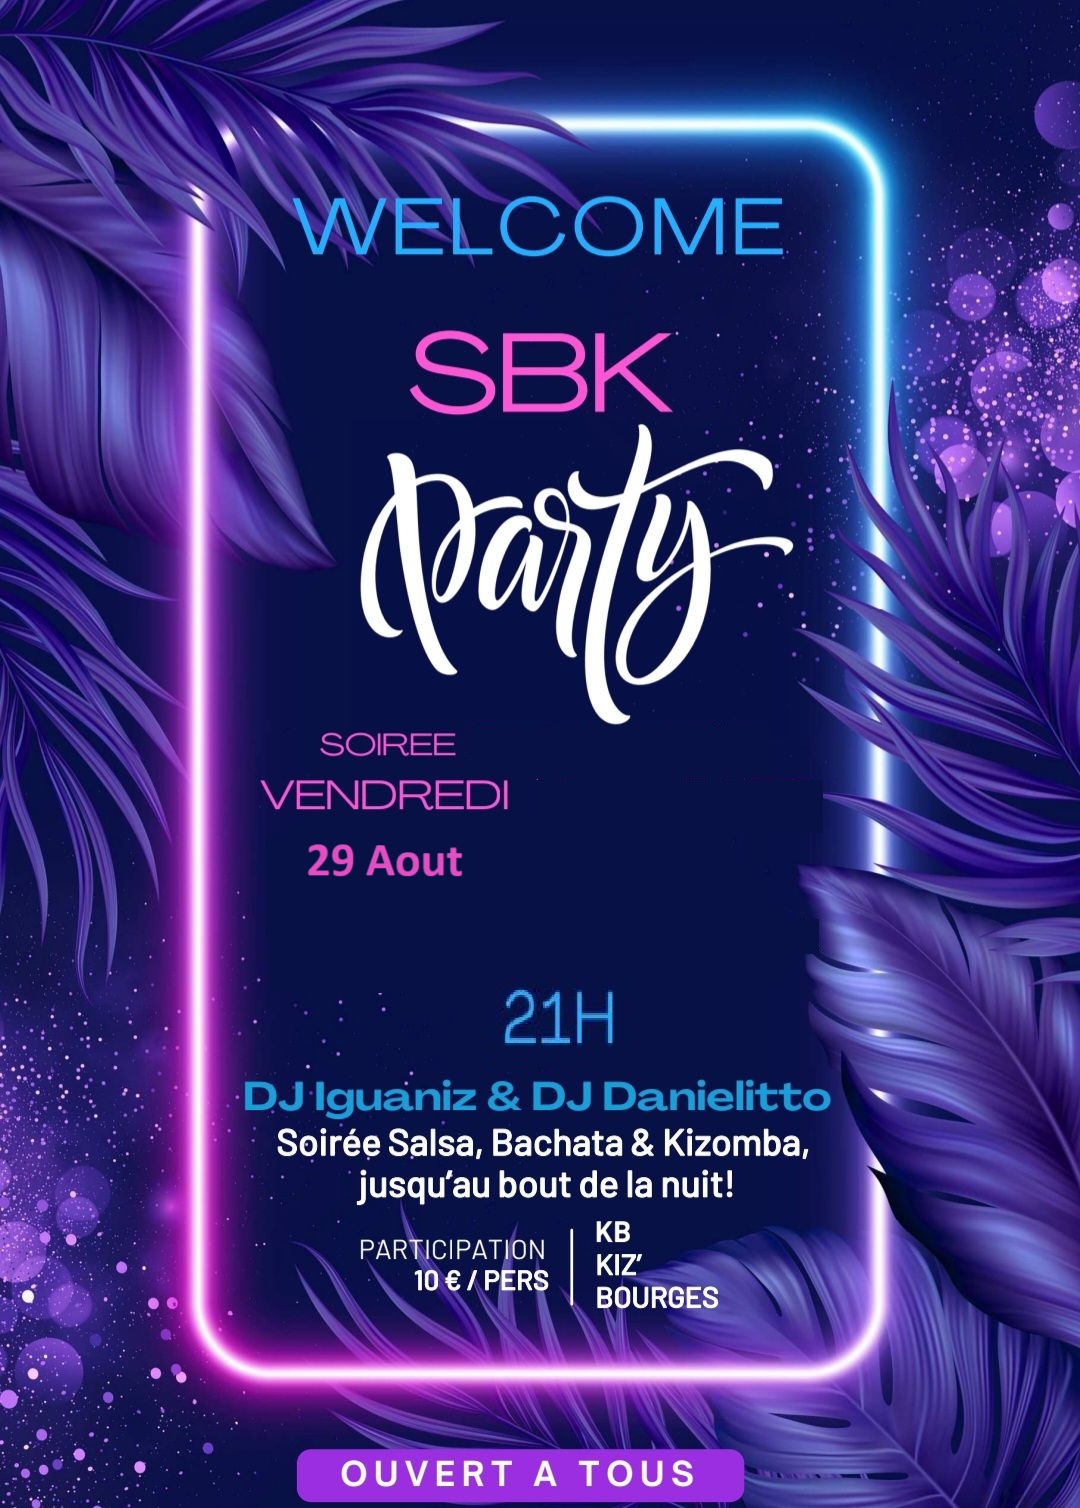 WELCOME
SBK
Party
SOIREE
VENDREDI
29 Aout
21H
DJ Iguaniz & DJ Danielitto
Soirée Salsa, Bachata & Kizomba,
jusqu'au bout de la nuit!
PARTICIPATION
10 € / PERS
KB
KIZ'
BOURGES
OUVERT A TOUS